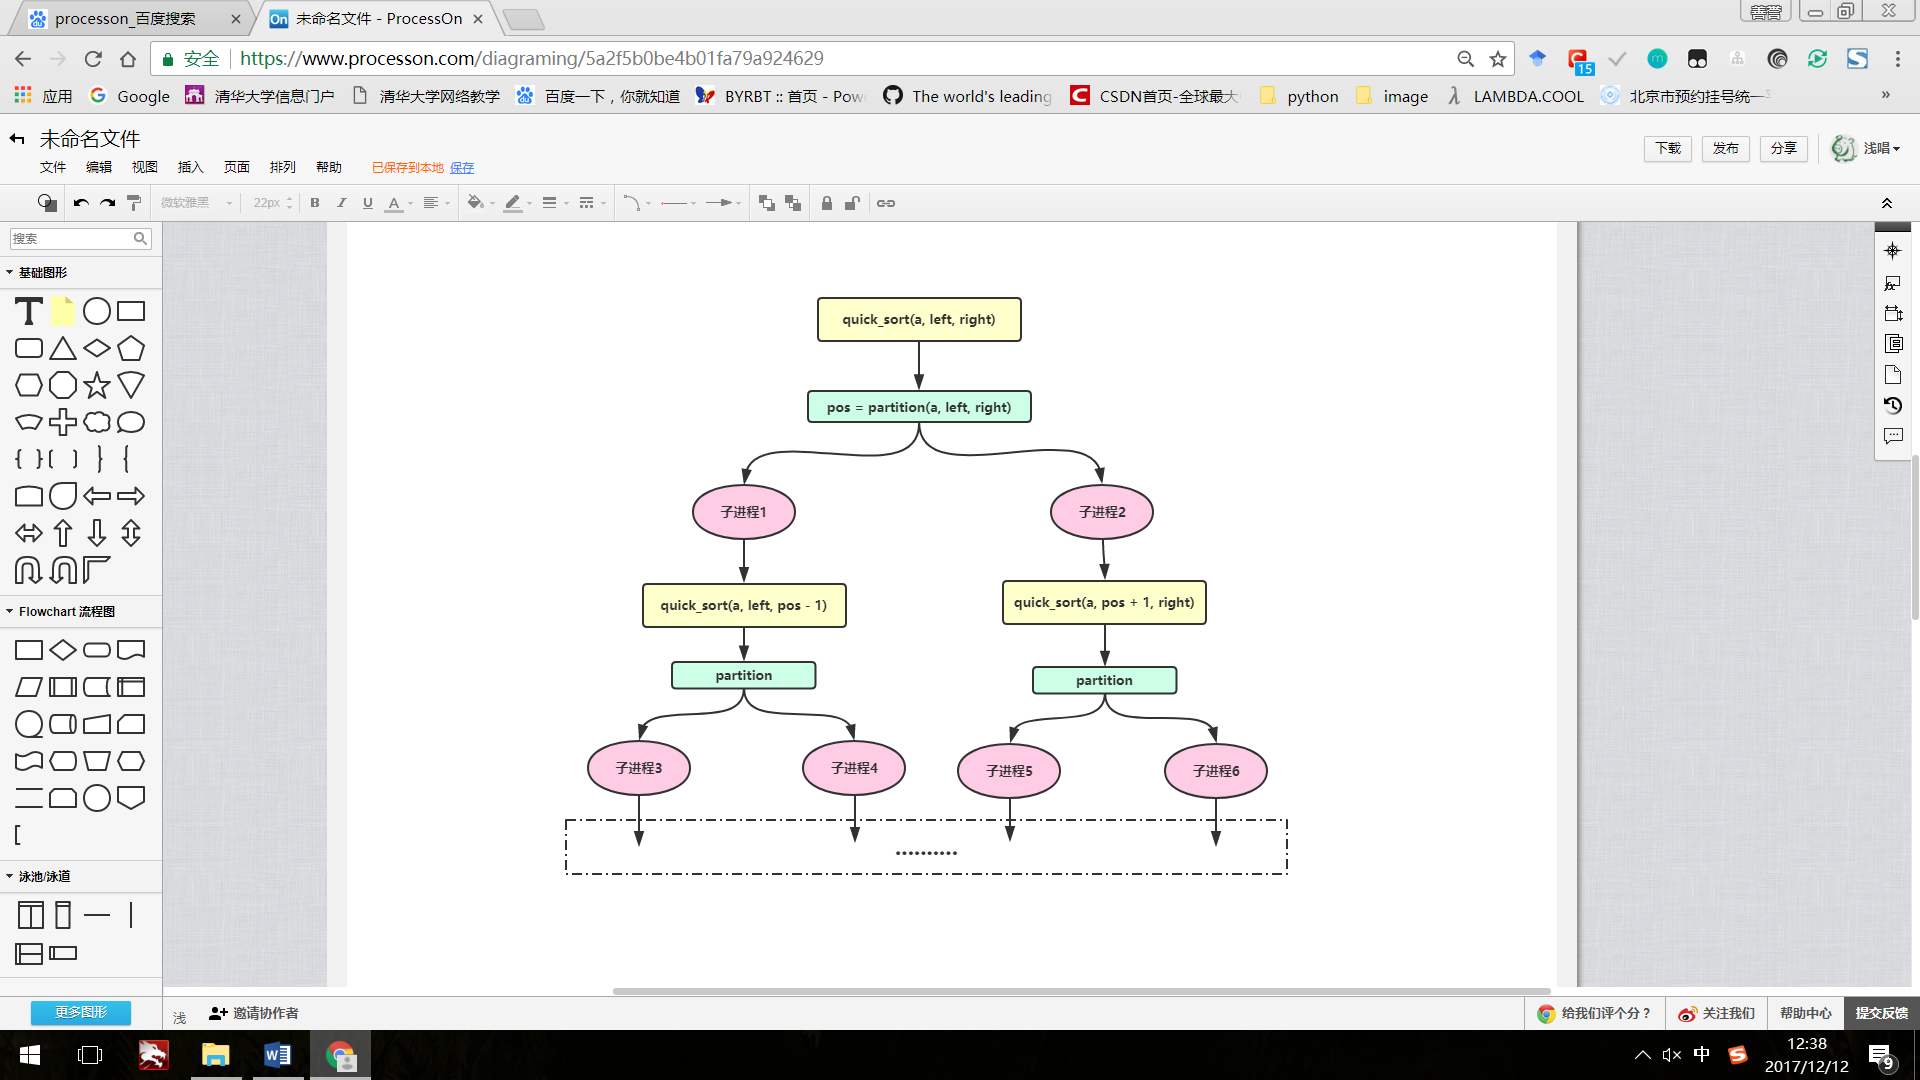 processon_百度搜索
未命名文件 - ProcessOn
善营
安全
https://www.processon.com/diagraming/5a2f5b0be4b01fa79a924629
15
应用
Google
清华大学信息门户
清华大学网络教学
百度一下，你就知道
BYRBT :: 首页 - Pow
The world's leading
CSDN首页-全球最大
python
image
LAMBDA.COOL
北京市预约挂号统一
»
未命名文件
文件 编辑 视图 插入 页面 排列 帮助 已保存到本地 保存
下载 发布 分享 浅唱
微软雅黑 22px B I U A
搜索
基础图形
Flowchart 流程图
泳池/泳道
更多图形
quick_sort(a, left, right)
pos = partition(a, left, right)
子进程1
子进程2
quick_sort(a, left, pos - 1)
quick_sort(a, pos + 1, right)
partition
partition
子进程3
子进程4
子进程5
子进程6
..........
浅
邀请协作者
给我们评个分？
关注我们
帮助中心
提交反馈
中
12:38
2017/12/12
9